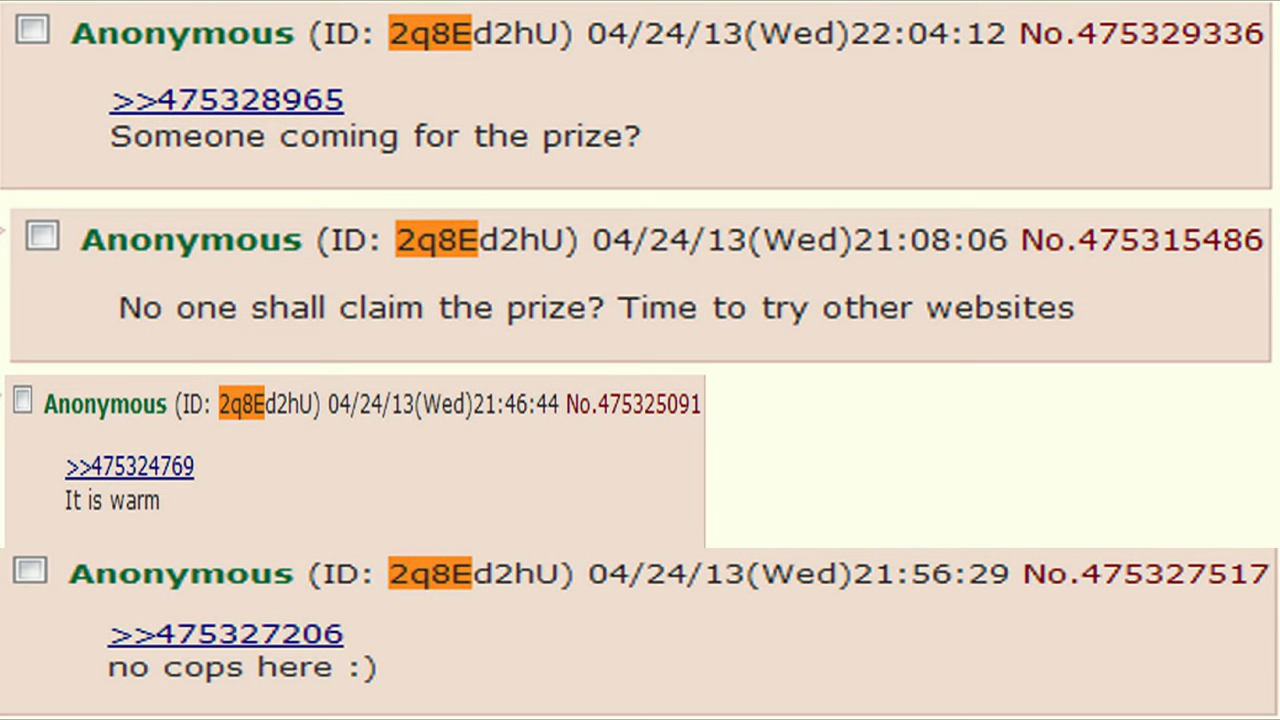 Anonymous (ID: 2q8Ed2hU) 04/24/13(Wed)22:04:12 No.475329336
>>475328965
Someone coming for the prize?
Anonymous (ID: 2q8Ed2hU) 04/24/13(Wed)21:08:06 No.475315486
No one shall claim the prize? Time to try other websites
Anonymous (ID: 2q8Ed2hU) 04/24/13(Wed)21:46:44 No.475325091
>>475324769
It is warm
Anonymous (ID: 2q8Ed2hU) 04/24/13(Wed)21:56:29 No.475327517
>>475327206
no cops here :)